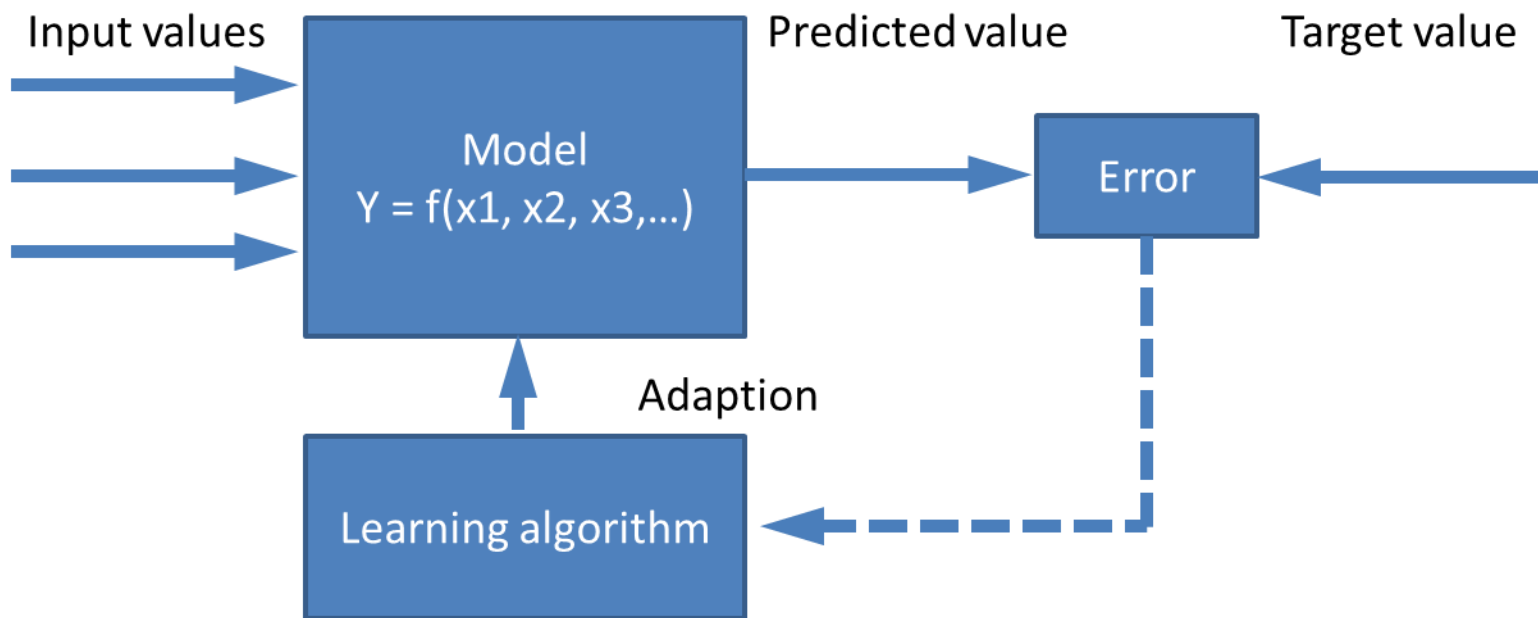 Input values
Predicted value
Target value
Model
Y = f(x1, x2, x3,...)
Error
Adaption
Learning algorithm